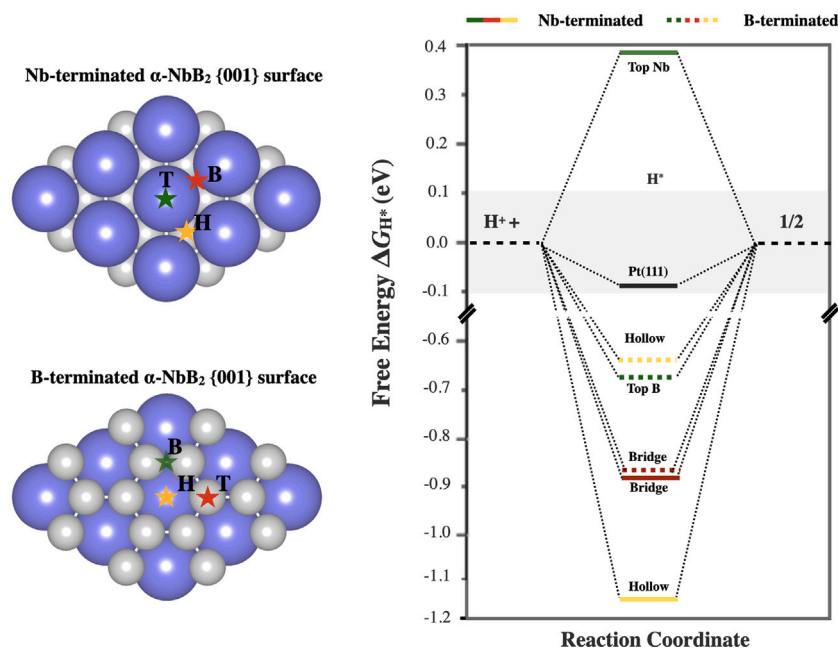 Nb-terminated B-terminated
Nb-terminated α-NbB₂ {001} surface
T
B
H
B-terminated α-NbB₂ {001} surface
B
H
T
Free Energy ΔG_H* (eV)
0.4
0.3
0.2
0.1
0.0
-0.1
-0.6
-0.7
-0.8
-0.9
-1.0
-1.1
-1.2
Top Nb
H*
H⁺ +
1/2
Pt(111)
Hollow
Top B
Bridge
Bridge
Hollow
Reaction Coordinate